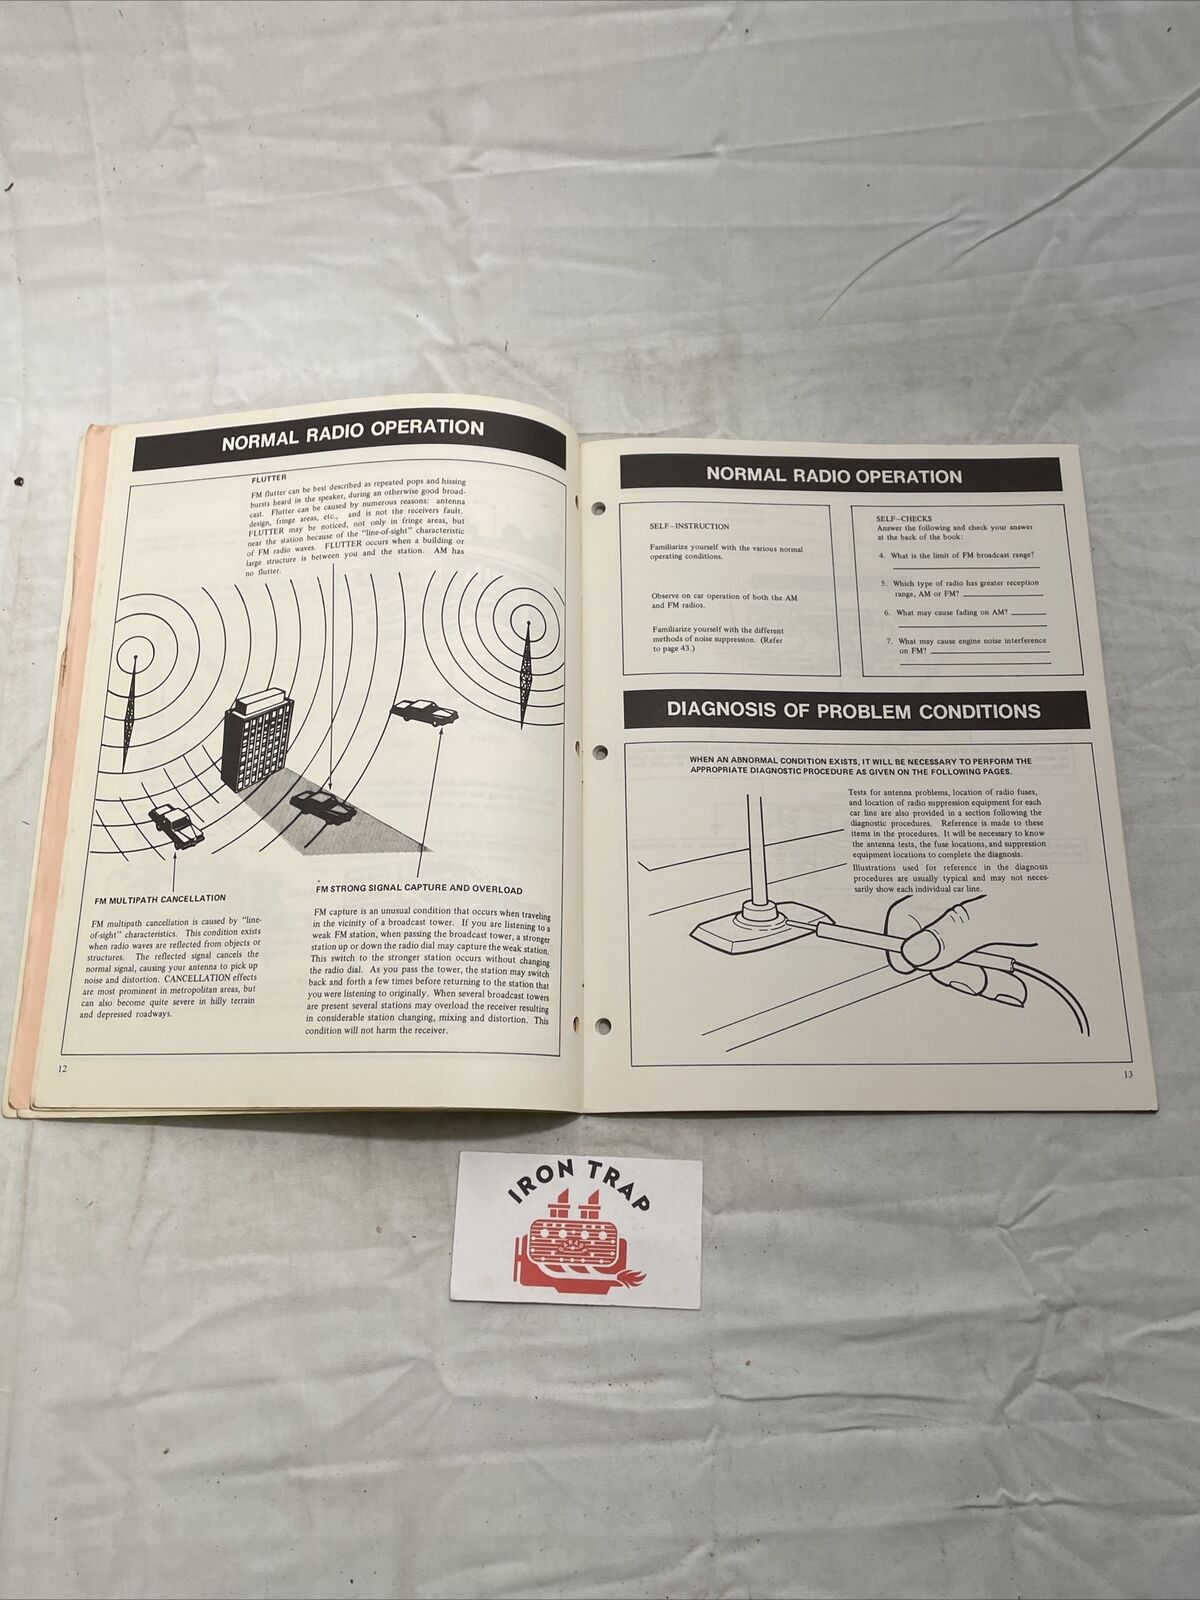 NORMAL RADIO OPERATION
FLUTTER
FM flutter can be best described as repeated pops and hissing
bursts heard in the speaker, during an otherwise good broad-
cast. Flutter can be caused by numerous reasons: antenna
design, fringe areas, etc., and is not the receivers fault.
FLUTTER may be noticed, not only in fringe areas, but
near the station because of the "line-of-sight" characteristic
of FM radio waves. FLUTTER occurs when a building or
large structure is between you and the station. AM has
no flutter.
FM MULTIPATH CANCELLATION
FM multipath cancellation is caused by "line-
of-sight" characteristics. This condition exists
when radio waves are reflected from objects or
structures. The reflected signal cancels the
normal signal, causing your antenna to pick up
noise and distortion. CANCELLATION effects
are most prominent in metropolitan areas, but
can also become quite severe in hilly terrain
and depressed roadways.
FM STRONG SIGNAL CAPTURE AND OVERLOAD
FM capture is an unusual condition that occurs when traveling
in the vicinity of a broadcast tower. If you are listening to a
weak FM station, when passing the broadcast tower, a stronger
station up or down the radio dial may capture the weak station.
This switch to the stronger station occurs without changing
the radio dial. As you pass the tower, the station may switch
back and forth a few times before returning to the station that
you were listening to originally. When several broadcast towers
are present several stations may overload the receiver resulting
in considerable station changing, mixing and distortion. This
condition will not harm the receiver.
12
NORMAL RADIO OPERATION
SELF-INSTRUCTION
Familiarize yourself with the various normal
operating conditions.
Observe on car operation of both the AM
and FM radios.
Familiarize yourself with the different
methods of noise suppression. (Refer
to page 43.)
SELF-CHECKS
Answer the following and check your answer
at the back of the book:
4. What is the limit of FM broadcast range?
5. Which type of radio has greater reception
range, AM or FM?
6. What may cause fading on AM?
7. What may cause engine noise interference
on FM?
DIAGNOSIS OF PROBLEM CONDITIONS
WHEN AN ABNORMAL CONDITION EXISTS, IT WILL BE NECESSARY TO PERFORM THE
APPROPRIATE DIAGNOSTIC PROCEDURE AS GIVEN ON THE FOLLOWING PAGES.
Tests for antenna problems, location of radio fuses,
and location of radio suppression equipment for each
car line are also provided in a section following the
diagnostic procedures. Reference is made to these
items in the procedures. It will be necessary to know
the antenna tests, the fuse locations, and suppression
equipment locations to complete the diagnosis.
Illustrations used for reference in the diagnosis
procedures are usually typical and may not neces-
sarily show each individual car line.
13
IRON TRAP